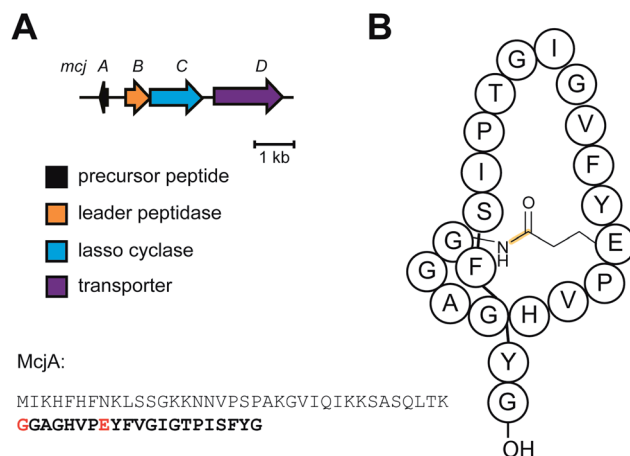 A
mcj A B C D
1 kb
precursor peptide
leader peptidase
lasso cyclase
transporter
McjA:
MIKHFHFNKLSSGKKNNVPSPAKGVIQIKKSASQLTK
GGAGHVPEYFVGIGTPISFYG
B
I
G G
T V
P F
I Y
S O E
G N
H
G F P
A G H V
Y
G
OH